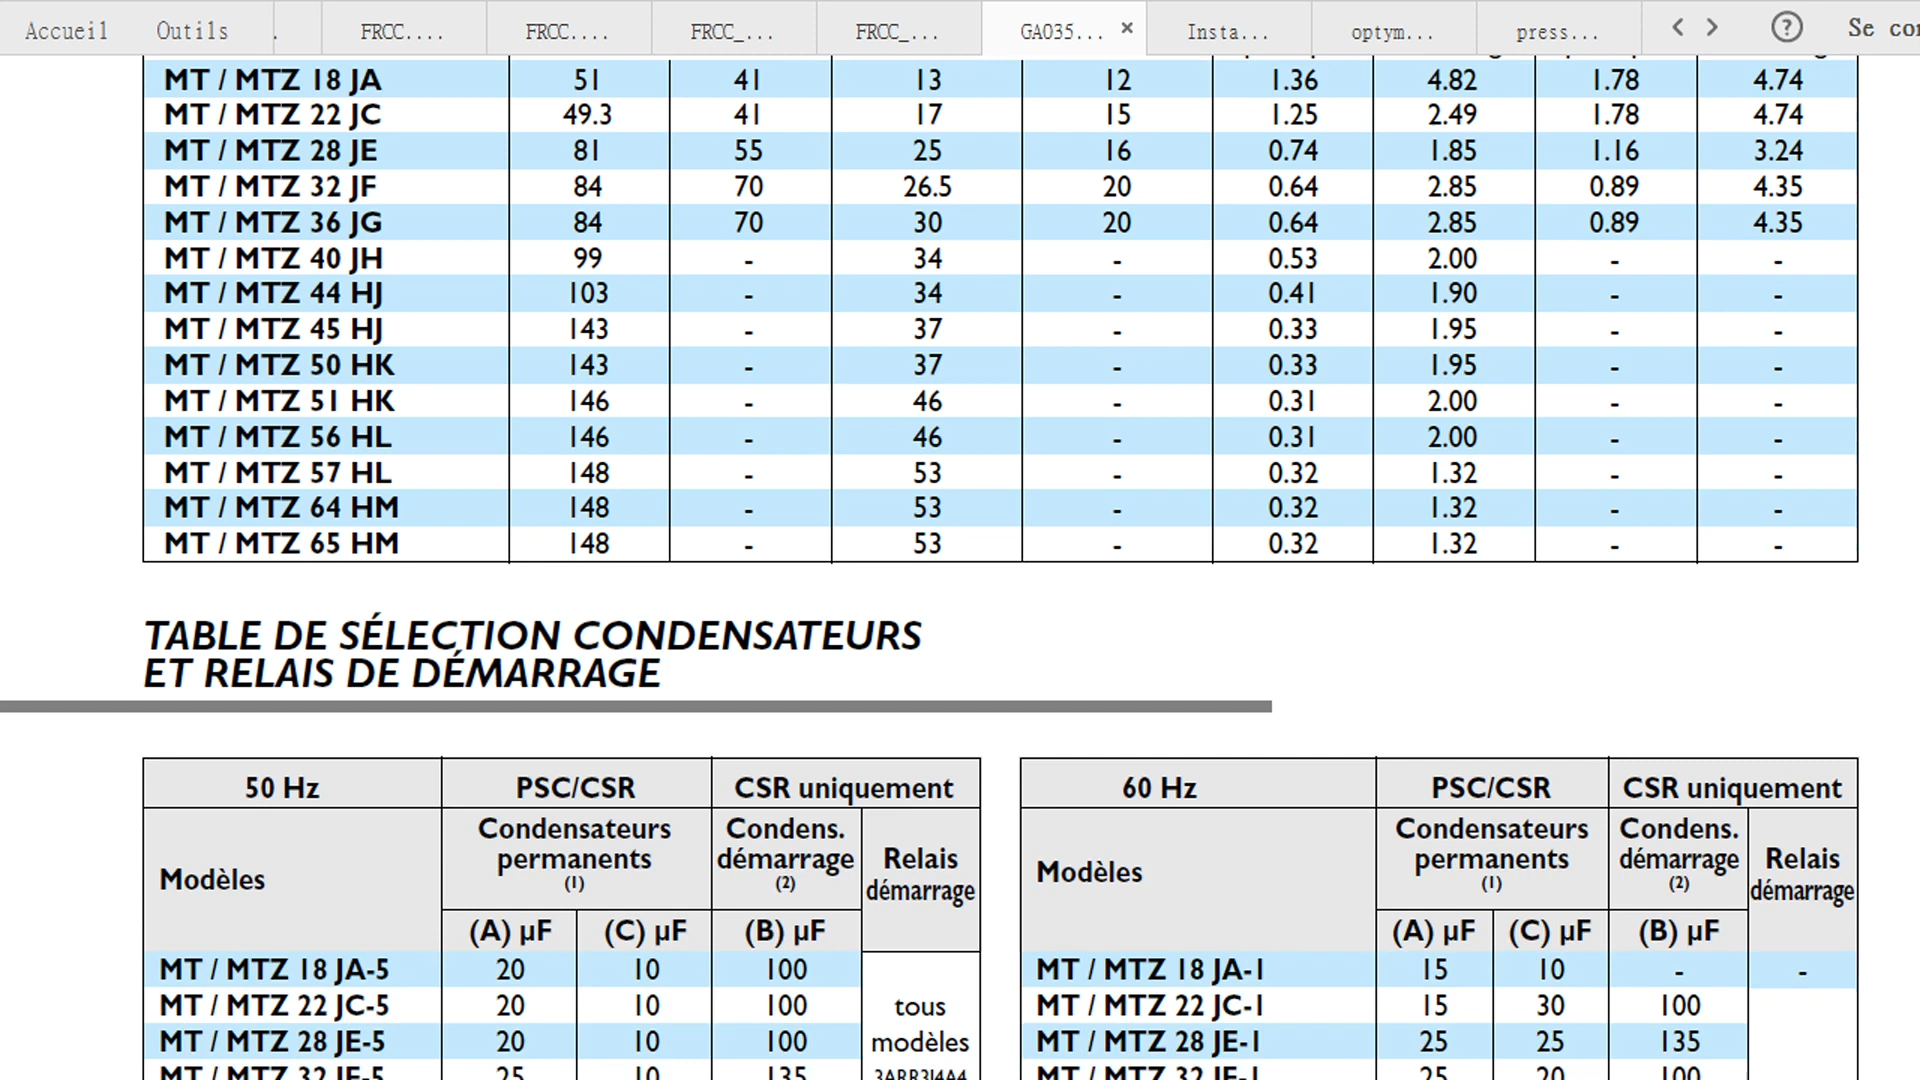 Accueil Outils . FRCC.... FRCC.... FRCC_... FRCC_... GA035... × Insta... optym... press... < > ?
MT / MTZ 18 JA 51 41 13 12 1.36 4.82 1.78 4.74
MT / MTZ 22 JC 49.3 41 17 15 1.25 2.49 1.78 4.74
MT / MTZ 28 JE 81 55 25 16 0.74 1.85 1.16 3.24
MT / MTZ 32 JF 84 70 26.5 20 0.64 2.85 0.89 4.35
MT / MTZ 36 JG 84 70 30 20 0.64 2.85 0.89 4.35
MT / MTZ 40 JH 99 - 34 - 0.53 2.00 - -
MT / MTZ 44 HJ 103 - 34 - 0.41 1.90 - -
MT / MTZ 45 HJ 143 - 37 - 0.33 1.95 - -
MT / MTZ 50 HK 143 - 37 - 0.33 1.95 - -
MT / MTZ 51 HK 146 - 46 - 0.31 2.00 - -
MT / MTZ 56 HL 146 - 46 - 0.31 2.00 - -
MT / MTZ 57 HL 148 - 53 - 0.32 1.32 - -
MT / MTZ 64 HM 148 - 53 - 0.32 1.32 - -
MT / MTZ 65 HM 148 - 53 - 0.32 1.32 - -
TABLE DE SÉLECTION CONDENSATEURS
ET RELAIS DE DÉMARRAGE
50 Hz PSC/CSR CSR uniquement
Modèles
Condensateurs
permanents
(1)
Condens.
démarrage
(2)
Relais
démarrage
(A) µF (C) µF (B) µF
MT / MTZ 18 JA-5 20 10 100
MT / MTZ 22 JC-5 20 10 100 tous
MT / MTZ 28 JE-5 20 10 100 modèles
MT / MTZ 32 JF-5 25 10 135 3ARR3J4A4
60 Hz PSC/CSR CSR uniquement
Modèles
Condensateurs
permanents
(1)
Condens.
démarrage
(2)
Relais
démarrage
(A) µF (C) µF (B) µF
MT / MTZ 18 JA-1 15 10 - -
MT / MTZ 22 JC-1 15 30 100
MT / MTZ 28 JE-1 25 25 135
MT / MTZ 32 JF-1 25 20 100